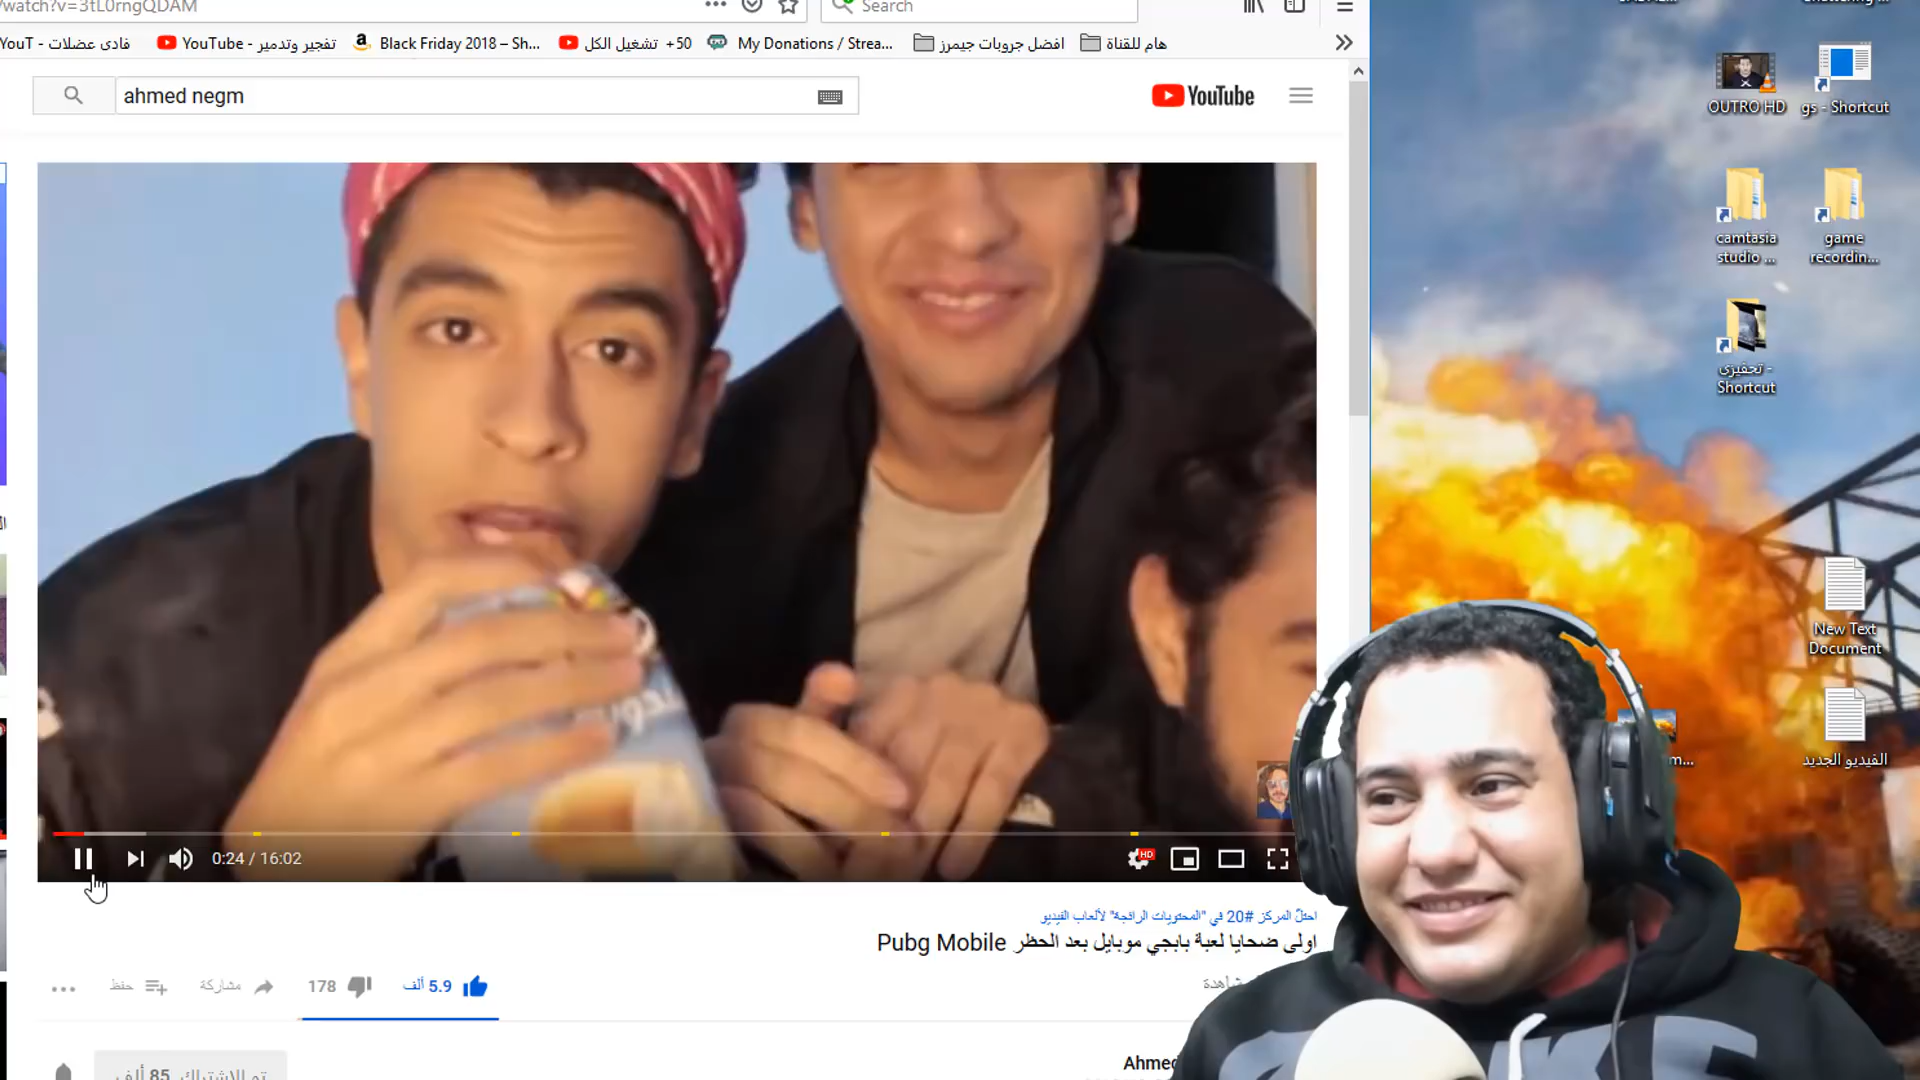 /watch?v=3tL0rngQDAM
Search
فادى عضلات - YouT
تفجير وتدمير - YouTube
Black Friday 2018 – Sh...
50+ تشغيل الكل
My Donations / Strea...
افضل جروبات جيمرز
هام للقناة
ahmed negm
YouTube
OUTRO HD
gs - Shortcut
camtasia
studio ...
game
recordin...
تحفيزى -
Shortcut
New Text
Document
الفيديو الجديد
m...
0:24 / 16:02
HD
احتلّ المركز #20 في "المحتويات الرائجة" لألعاب الفيديو
اولى ضحايا لعبة بابجي موبايل بعد الحظر Pubg Mobile
حفظ
مشاركة
178
5.9 ألف
Ahmed
تم الاشتراك 85 ألف